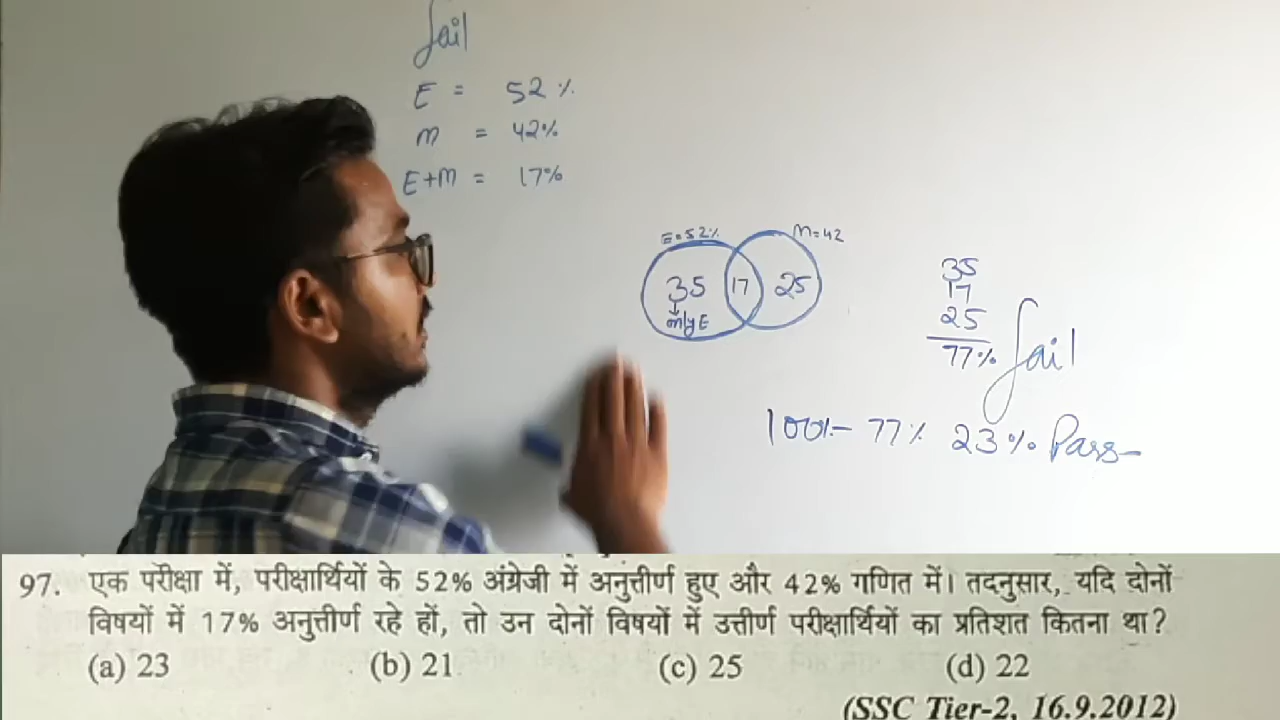 fail
E = 52%
M = 42%
E+M = 17%
E=52%
M=42
35 17 25
only E
35
17
25
77% fail
100%- 77% 23% Pass
97. एक परीक्षा में, परीक्षार्थियों के 52% अंग्रेजी में अनुत्तीर्ण हुए और 42% गणित में। तदनुसार, यदि दोनों
विषयों में 17% अनुत्तीर्ण रहे हों, तो उन दोनों विषयों में उत्तीर्ण परीक्षार्थियों का प्रतिशत कितना था?
(a) 23 (b) 21 (c) 25 (d) 22
(SSC Tier-2, 16.9.2012)